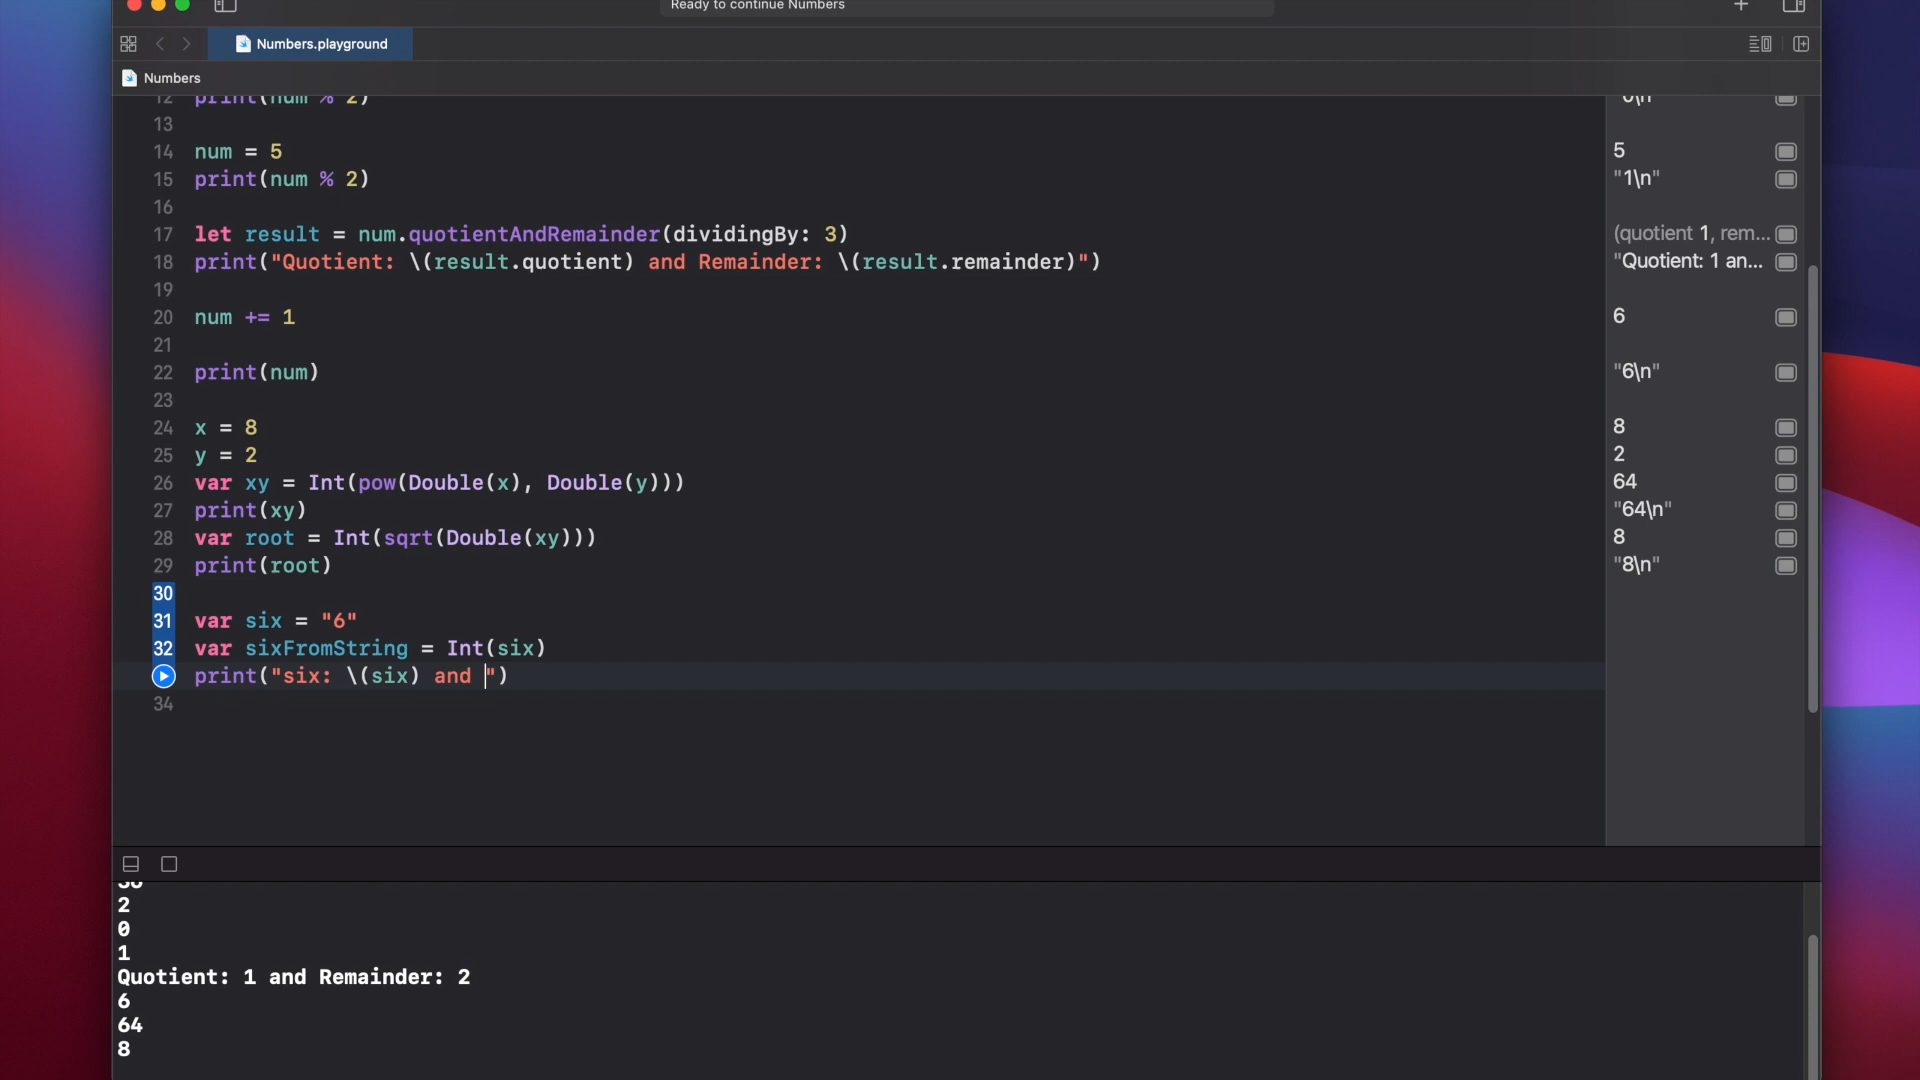 Ready to continue Numbers
Numbers.playground
Numbers
12 print(num % 2)
13
14 num = 5
5
15 print(num % 2)
"1\n"
16
17 let result = num.quotientAndRemainder(dividingBy: 3)
(quotient 1, rem...
18 print("Quotient: \(result.quotient) and Remainder: \(result.remainder)")
"Quotient: 1 an...
19
20 num += 1
6
21
22 print(num)
"6\n"
23
24 x = 8
8
25 y = 2
2
26 var xy = Int(pow(Double(x), Double(y)))
64
27 print(xy)
"64\n"
28 var root = Int(sqrt(Double(xy)))
8
29 print(root)
"8\n"
30
31 var six = "6"
32 var sixFromString = Int(six)
print("six: \(six) and ")
34
2
0
1
Quotient: 1 and Remainder: 2
6
64
8